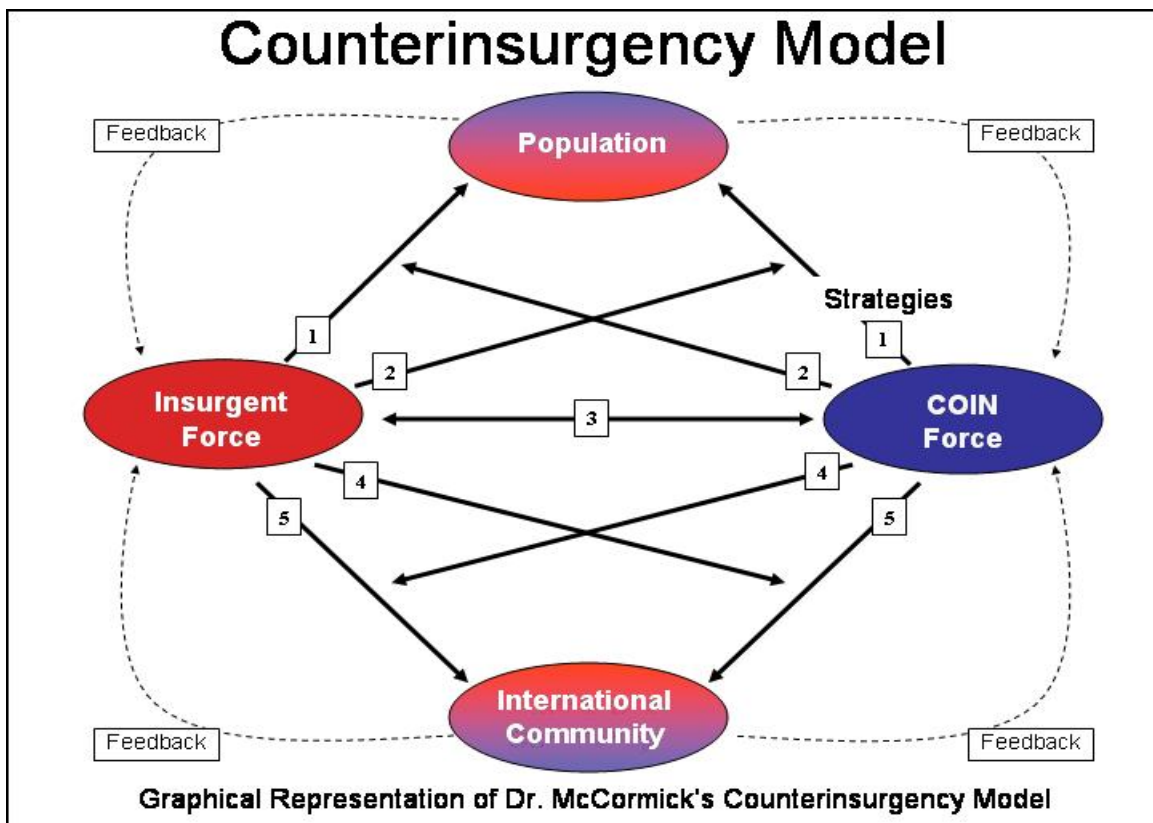 Counterinsurgency Model
Feedback
Population
Feedback
Strategies
1
1
2
2
Insurgent
Force
3
COIN
Force
4
4
5
5
International
Community
Feedback
Feedback
Graphical Representation of Dr. McCormick's Counterinsurgency Model